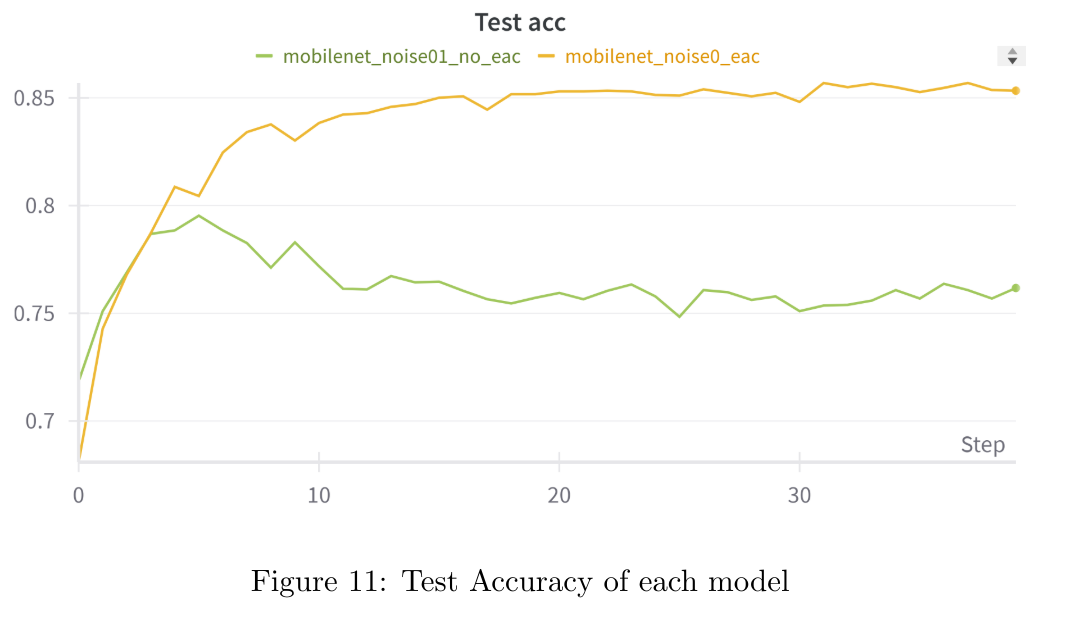 Test acc
mobilenet_noise01_no_eac mobilenet_noise0_eac
0.85
0.8
0.75
0.7
Step
0 10 20 30
Figure 11: Test Accuracy of each model